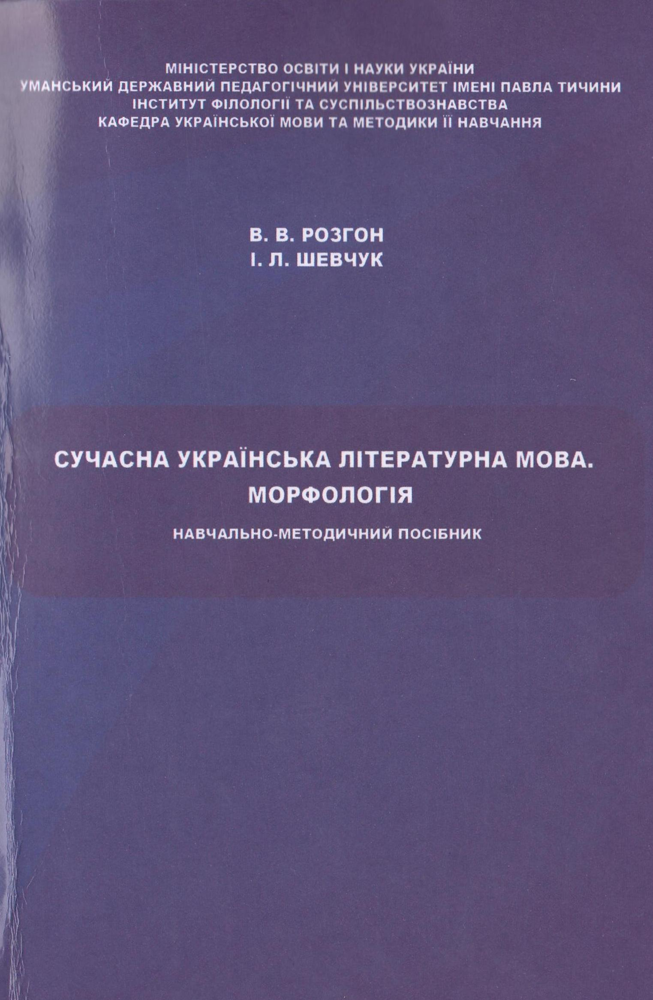 МІНІСТЕРСТВО ОСВІТИ І НАУКИ УКРАЇНИ
УМАНСЬКИЙ ДЕРЖАВНИЙ ПЕДАГОГІЧНИЙ УНІВЕРСИТЕТ ІМЕНІ ПАВЛА ТИЧИНИ
ІНСТИТУТ ФІЛОЛОГІЇ ТА СУСПІЛЬСТВОЗНАВСТВА
КАФЕДРА УКРАЇНСЬКОЇ МОВИ ТА МЕТОДИКИ ЇЇ НАВЧАННЯ
В. В. РОЗГОН
І. Л. ШЕВЧУК
СУЧАСНА УКРАЇНСЬКА ЛІТЕРАТУРНА МОВА.
МОРФОЛОГІЯ
НАВЧАЛЬНО-МЕТОДИЧНИЙ ПОСІБНИК